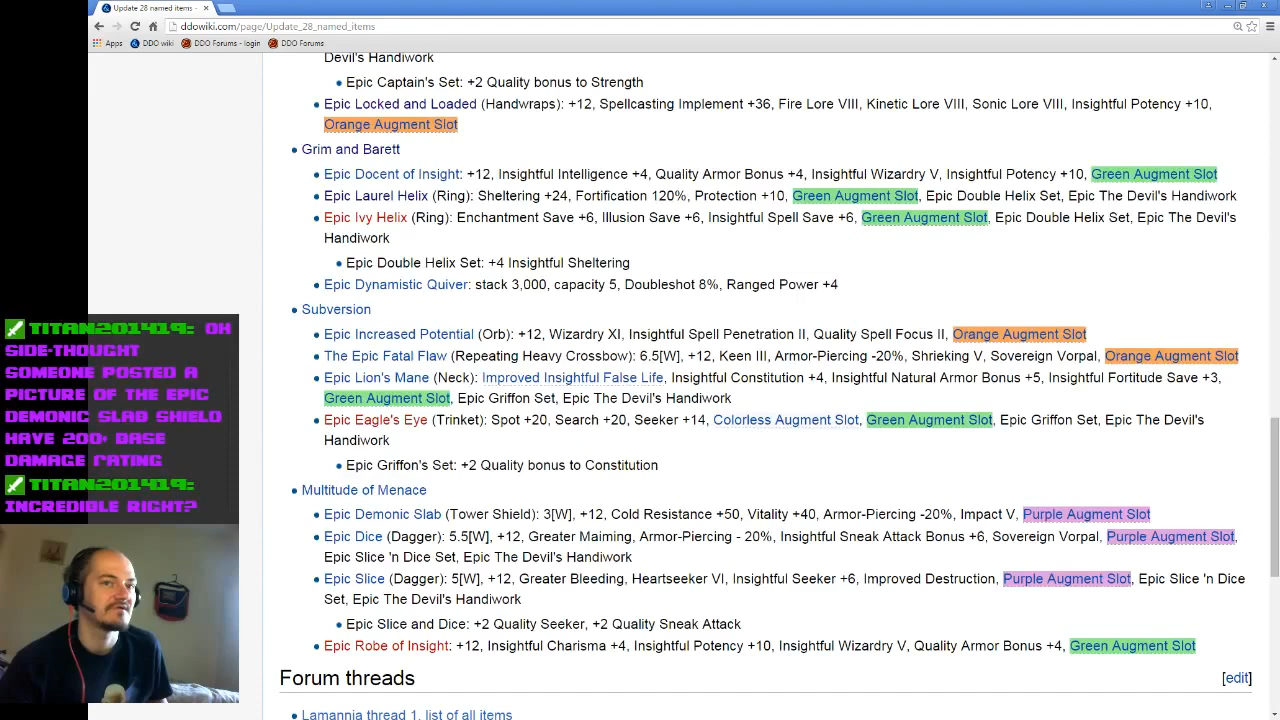 Update 28 named items -
ddowiki.com/page/Update_28_named_items
Apps DDO wiki DDO Forums - login DDO Forums
Devil's Handiwork
Epic Captain's Set: +2 Quality bonus to Strength
Epic Locked and Loaded (Handwraps): +12, Spellcasting Implement +36, Fire Lore VIII, Kinetic Lore VIII, Sonic Lore VIII, Insightful Potency +10,
Orange Augment Slot
Grim and Barett
Epic Docent of Insight: +12, Insightful Intelligence +4, Quality Armor Bonus +4, Insightful Wizardry V, Insightful Potency +10, Green Augment Slot
Epic Laurel Helix (Ring): Sheltering +24, Fortification 120%, Protection +10, Green Augment Slot, Epic Double Helix Set, Epic The Devil's Handiwork
Epic Ivy Helix (Ring): Enchantment Save +6, Illusion Save +6, Insightful Spell Save +6, Green Augment Slot, Epic Double Helix Set, Epic The Devil's
Handiwork
Epic Double Helix Set: +4 Insightful Sheltering
Epic Dynamistic Quiver: stack 3,000, capacity 5, Doubleshot 8%, Ranged Power +4
Subversion
Epic Increased Potential (Orb): +12, Wizardry XI, Insightful Spell Penetration II, Quality Spell Focus II, Orange Augment Slot
The Epic Fatal Flaw (Repeating Heavy Crossbow): 6.5[W], +12, Keen III, Armor-Piercing -20%, Shrieking V, Sovereign Vorpal, Orange Augment Slot
Epic Lion's Mane (Neck): Improved Insightful False Life, Insightful Constitution +4, Insightful Natural Armor Bonus +5, Insightful Fortitude Save +3,
Green Augment Slot, Epic Griffon Set, Epic The Devil's Handiwork
Epic Eagle's Eye (Trinket): Spot +20, Search +20, Seeker +14, Colorless Augment Slot, Green Augment Slot, Epic Griffon Set, Epic The Devil's
Handiwork
Epic Griffon's Set: +2 Quality bonus to Constitution
Multitude of Menace
Epic Demonic Slab (Tower Shield): 3[W], +12, Cold Resistance +50, Vitality +40, Armor-Piercing -20%, Impact V, Purple Augment Slot
Epic Dice (Dagger): 5.5[W], +12, Greater Maiming, Armor-Piercing - 20%, Insightful Sneak Attack Bonus +6, Sovereign Vorpal, Purple Augment Slot,
Epic Slice 'n Dice Set, Epic The Devil's Handiwork
Epic Slice (Dagger): 5[W], +12, Greater Bleeding, Heartseeker VI, Insightful Seeker +6, Improved Destruction, Purple Augment Slot, Epic Slice 'n Dice
Set, Epic The Devil's Handiwork
Epic Slice and Dice: +2 Quality Seeker, +2 Quality Sneak Attack
Epic Robe of Insight: +12, Insightful Charisma +4, Insightful Potency +10, Insightful Wizardry V, Quality Armor Bonus +4, Green Augment Slot
Forum threads [edit]
Lamannia thread 1, list of all items
TITAN201419: OH
SIDE-THOUGHT
SOMEONE POSTED A
PICTURE OF THE EPIC
DEMONIC SLAB SHIELD
HAVE 200+ BASE
DAMAGE RATING
TITAN201419:
INCREDIBLE RIGHT?